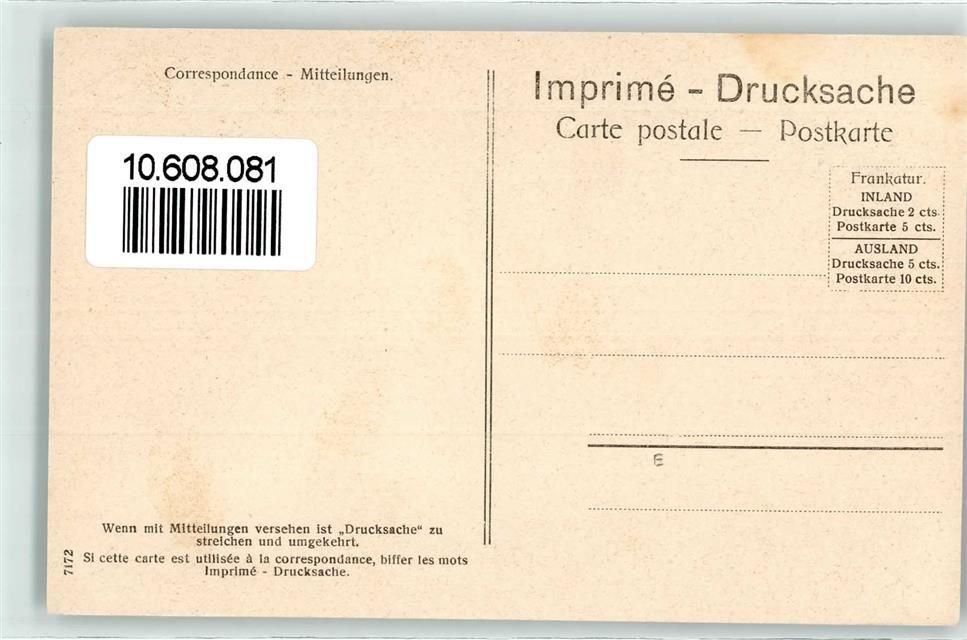 Correspondance - Mitteilungen.
10.608.081
Wenn mit Mitteilungen versehen ist „Drucksache“ zu
streichen und umgekehrt.
Si cette carte est utilisée à la correspondance, biffer les mots
Imprimé - Drucksache.
7172
Imprimé - Drucksache
Carte postale — Postkarte
Frankatur.
INLAND
Drucksache 2 cts.
Postkarte 5 cts.
AUSLAND
Drucksache 5 cts.
Postkarte 10 cts.
E